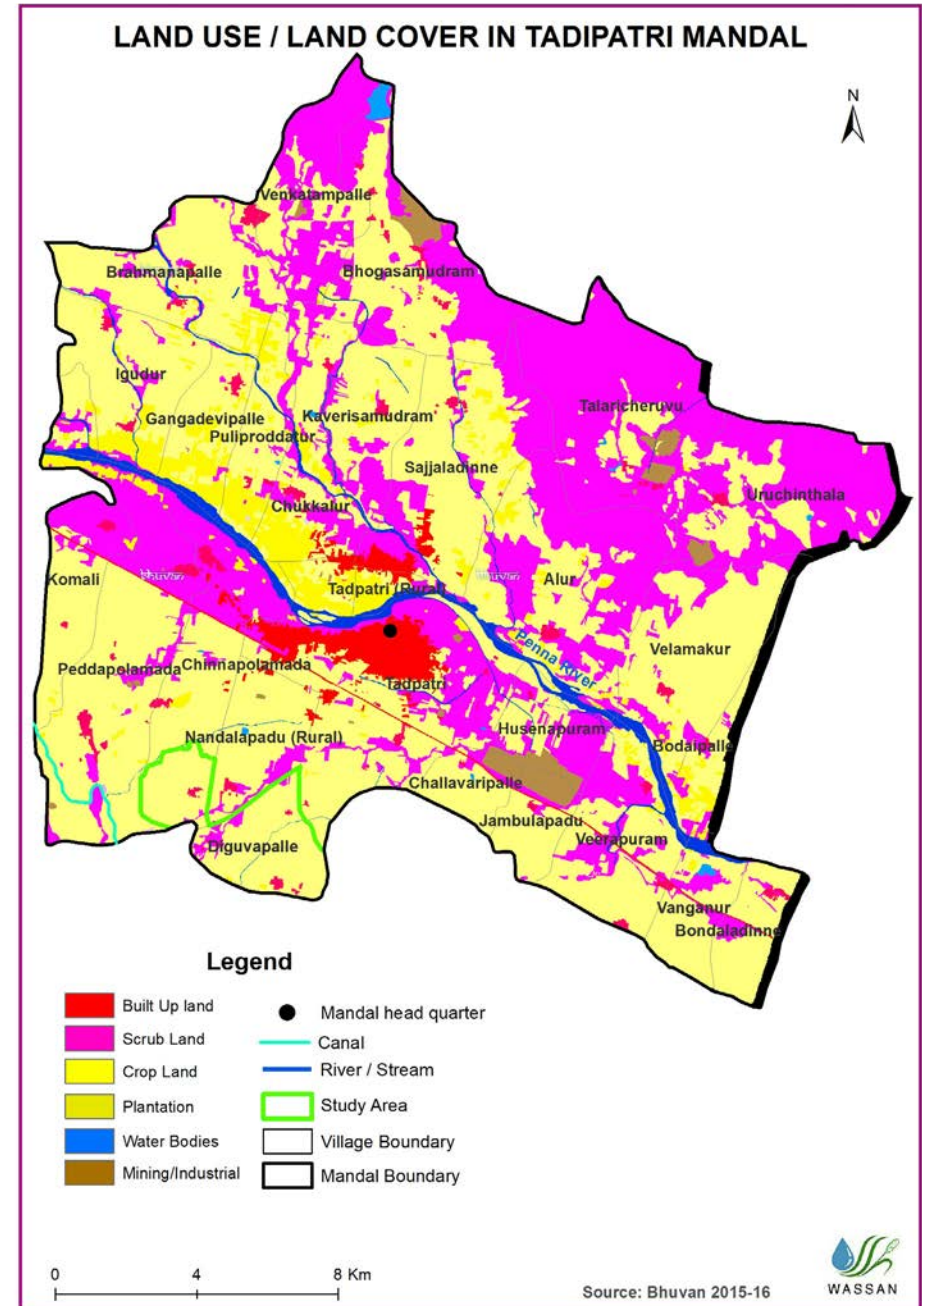 LAND USE / LAND COVER IN TADIPATRI MANDAL
N
Venkatampalle
Brahmanapalle
Bhogasamudram
Igudur
Talaricheruvu
Gangadevipalle
Kaverisamudram
Puliproddatur
Sajjaladinne
Uruchinthala
Chukkalur
Komali
Bhuvan
Alur
Tadpatri (Rural)
Penna River
Velamakur
Peddapolamada
Chinnapolamada
Tadpatri
Husenapuram
Nandalapadu (Rural)
Bodaipalle
Challavaripalle
Jambulapadu
Veerapuram
Diguvapalle
Vanganur
Bondaladinne
Legend
Built Up land
Scrub Land
Crop Land
Plantation
Water Bodies
Mining/Industrial
Mandal head quarter
Canal
River / Stream
Study Area
Village Boundary
Mandal Boundary
0 4 8 Km
Source: Bhuvan 2015-16
WASSAN